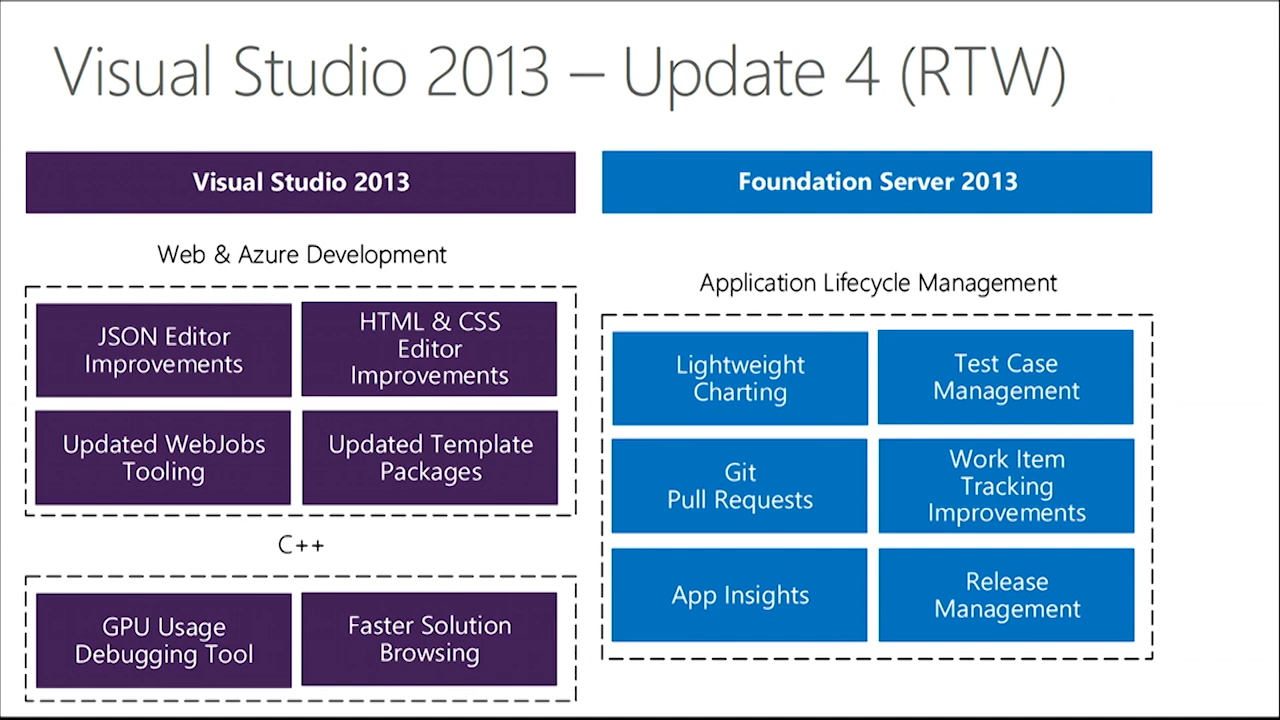 Visual Studio 2013 – Update 4 (RTW)
Visual Studio 2013
Web & Azure Development
JSON Editor
Improvements
HTML & CSS
Editor
Improvements
Updated WebJobs
Tooling
Updated Template
Packages
C++
GPU Usage
Debugging Tool
Faster Solution
Browsing
Foundation Server 2013
Application Lifecycle Management
Lightweight
Charting
Test Case
Management
Git
Pull Requests
Work Item
Tracking
Improvements
App Insights
Release
Management